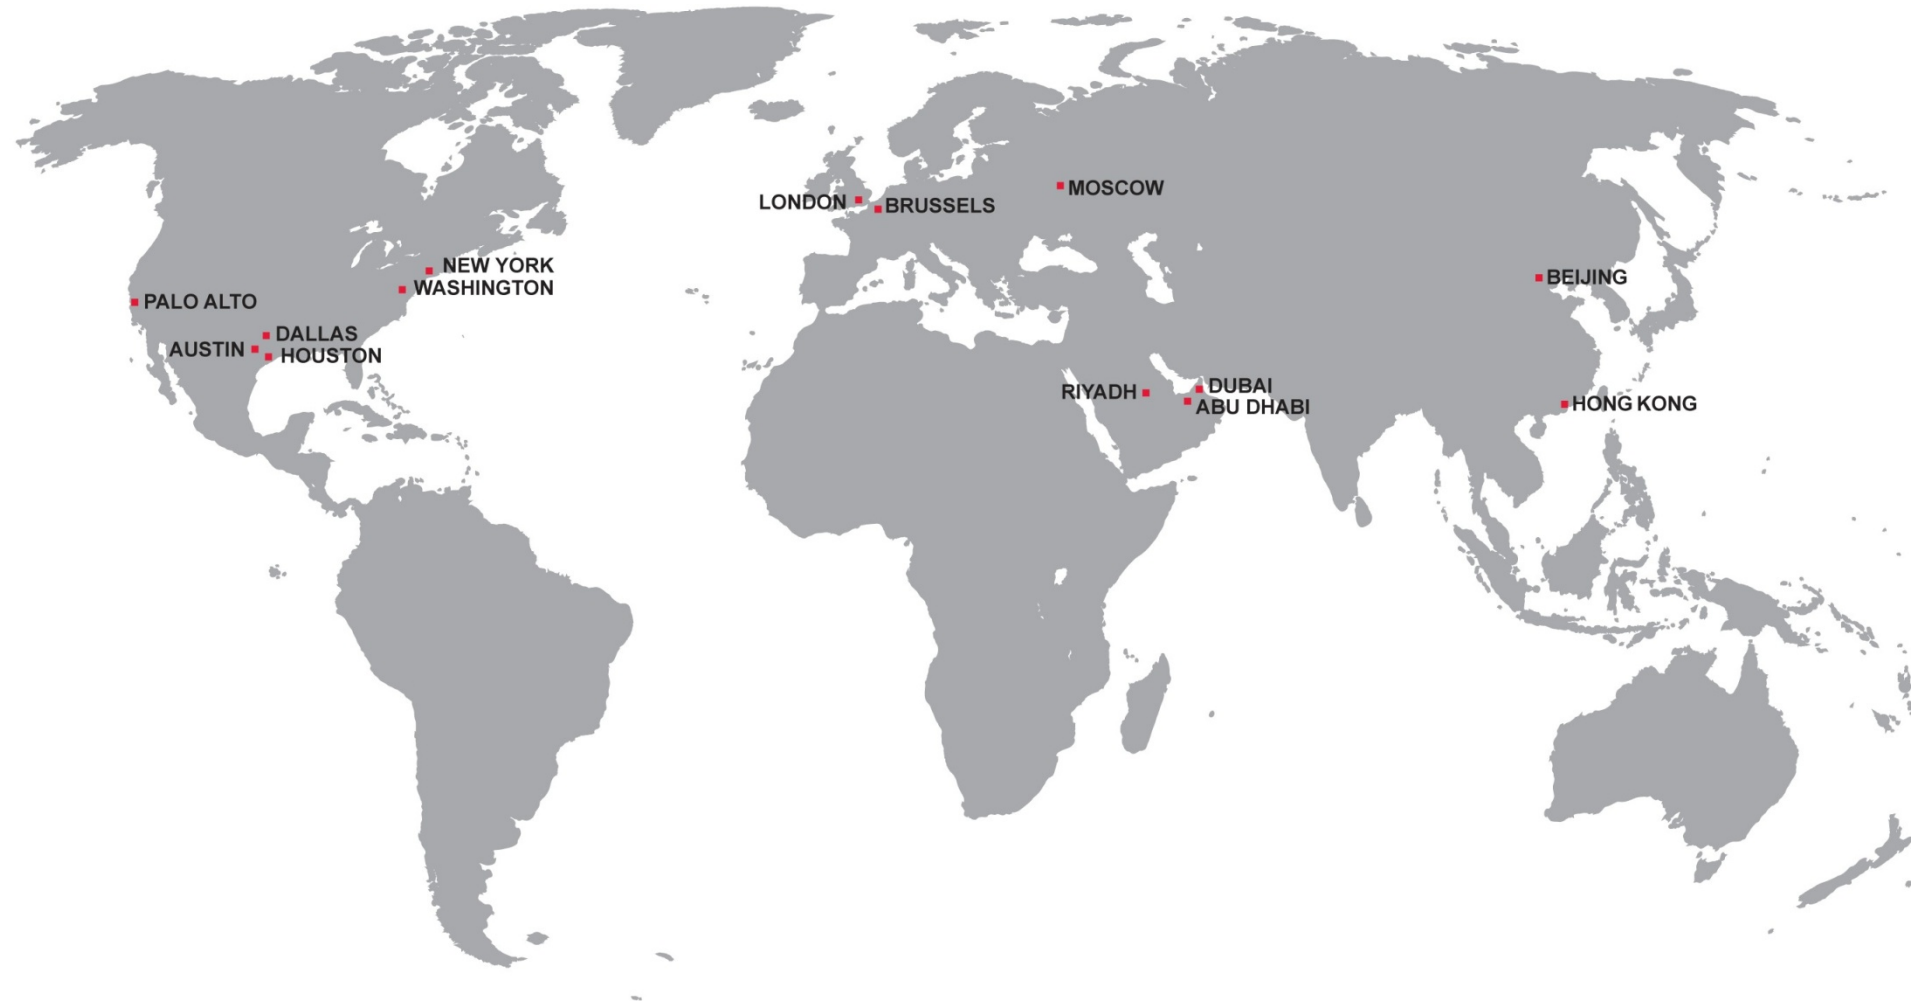 MOSCOW
LONDON
BRUSSELS
NEW YORK
WASHINGTON
BEIJING
PALO ALTO
DALLAS
AUSTIN
HOUSTON
RIYADH
DUBAI
ABU DHABI
HONG KONG